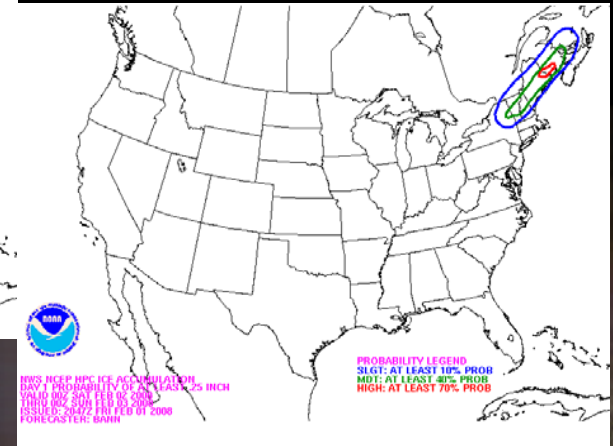 NOAA
NWS NCEP HPC ICE ACCUMULATION
DAY 1 PROBABILITY OF AT LEAST .25 INCH
VALID 00Z SAT FEB 02 2008
THRU 00Z SUN FEB 03 2008
ISSUED: 2047Z FRI FEB 01 2008
FORECASTER: BANN
PROBABILITY LEGEND
SLGT: AT LEAST 10% PROB
MDT: AT LEAST 40% PROB
HIGH: AT LEAST 70% PROB